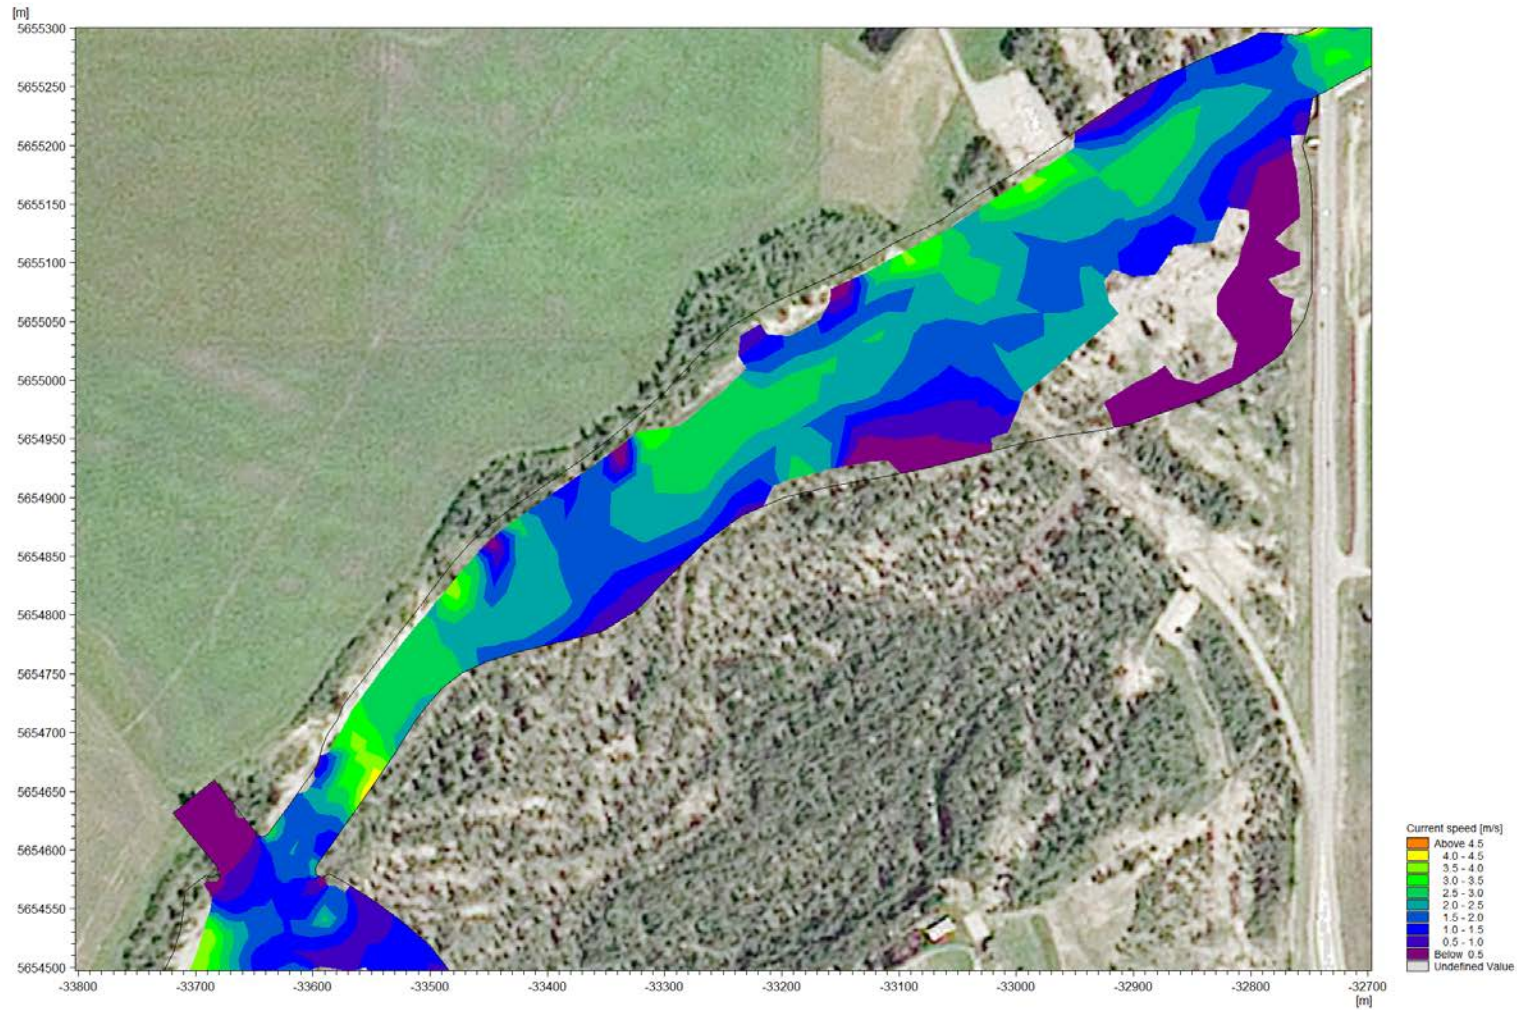 [m]
5655300
5655250
5655200
5655150
5655100
5655050
5655000
5654950
5654900
5654850
5654800
5654750
5654700
5654650
5654600
5654550
5654500
-33800 -33700 -33600 -33500 -33400 -33300 -33200 -33100 -33000 -32900 -32800 -32700
[m]
Current speed [m/s]
Above 4.5
4.0 - 4.5
3.5 - 4.0
3.0 - 3.5
2.5 - 3.0
2.0 - 2.5
1.5 - 2.0
1.0 - 1.5
0.5 - 1.0
Below 0.5
Undefined Value